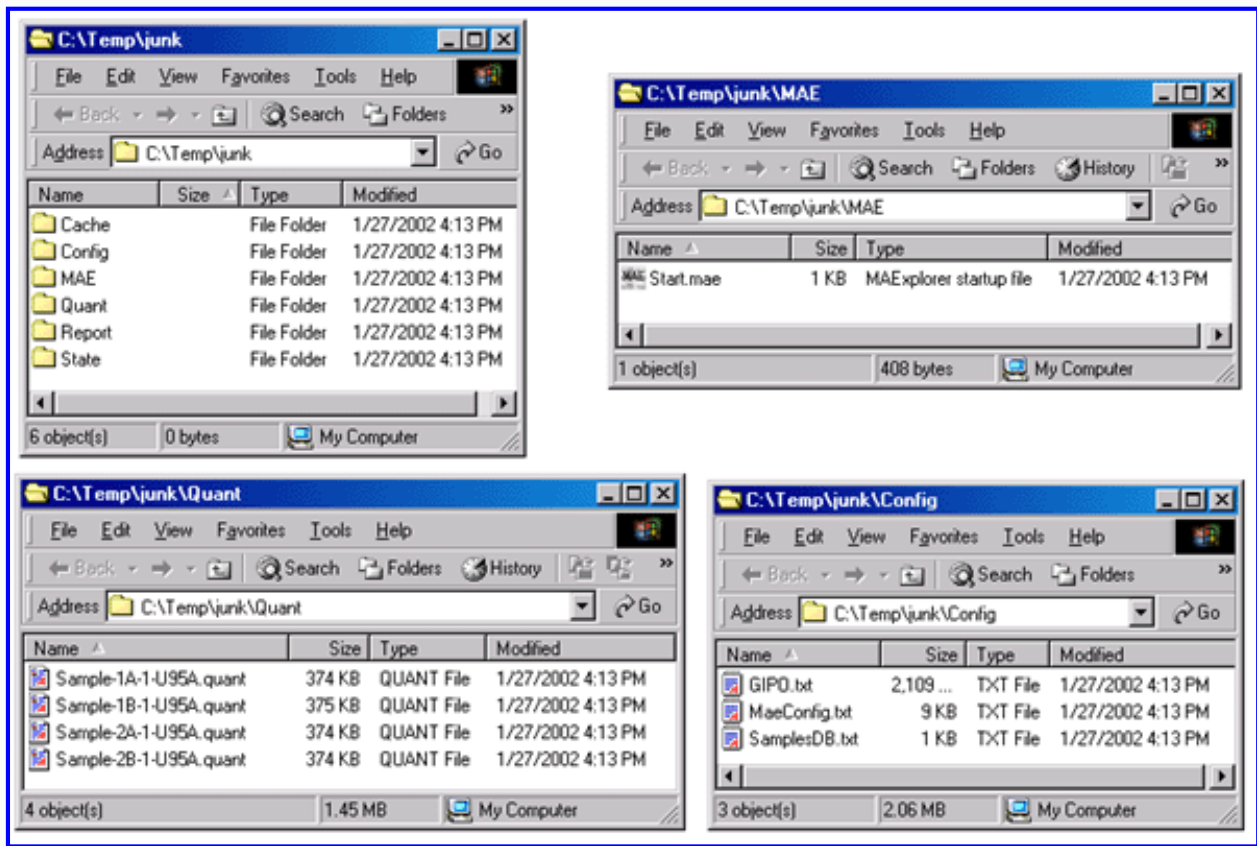 C:\Temp\junk
File Edit View Favorites Tools Help
Back Search Folders »
Address C:\Temp\junk Go
Name Size Type Modified
Cache File Folder 1/27/2002 4:13 PM
Config File Folder 1/27/2002 4:13 PM
MAE File Folder 1/27/2002 4:13 PM
Quant File Folder 1/27/2002 4:13 PM
Report File Folder 1/27/2002 4:13 PM
State File Folder 1/27/2002 4:13 PM
6 object(s) 0 bytes My Computer
C:\Temp\junk\MAE
File Edit View Favorites Tools Help
Back Search Folders History »
Address C:\Temp\junk\MAE Go
Name Size Type Modified
Start.mae 1 KB MAExplorer startup file 1/27/2002 4:13 PM
1 object(s) 408 bytes My Computer
C:\Temp\junk\Quant
File Edit View Favorites Tools Help
Back Search Folders History »
Address C:\Temp\junk\Quant Go
Name Size Type Modified
Sample-1A-1-U95A.quant 374 KB QUANT File 1/27/2002 4:13 PM
Sample-1B-1-U95A.quant 375 KB QUANT File 1/27/2002 4:13 PM
Sample-2A-1-U95A.quant 374 KB QUANT File 1/27/2002 4:13 PM
Sample-2B-1-U95A.quant 374 KB QUANT File 1/27/2002 4:13 PM
4 object(s) 1.45 MB My Computer
C:\Temp\junk\Config
File Edit View Favorites Tools Help
Back Search Folders »
Address C:\Temp\junk\Config Go
Name Size Type Modified
GIPO.txt 2,109 ... TXT File 1/27/2002 4:13 PM
MaeConfig.txt 9 KB TXT File 1/27/2002 4:13 PM
SamplesDB.txt 1 KB TXT File 1/27/2002 4:13 PM
3 object(s) 2.06 MB My Computer